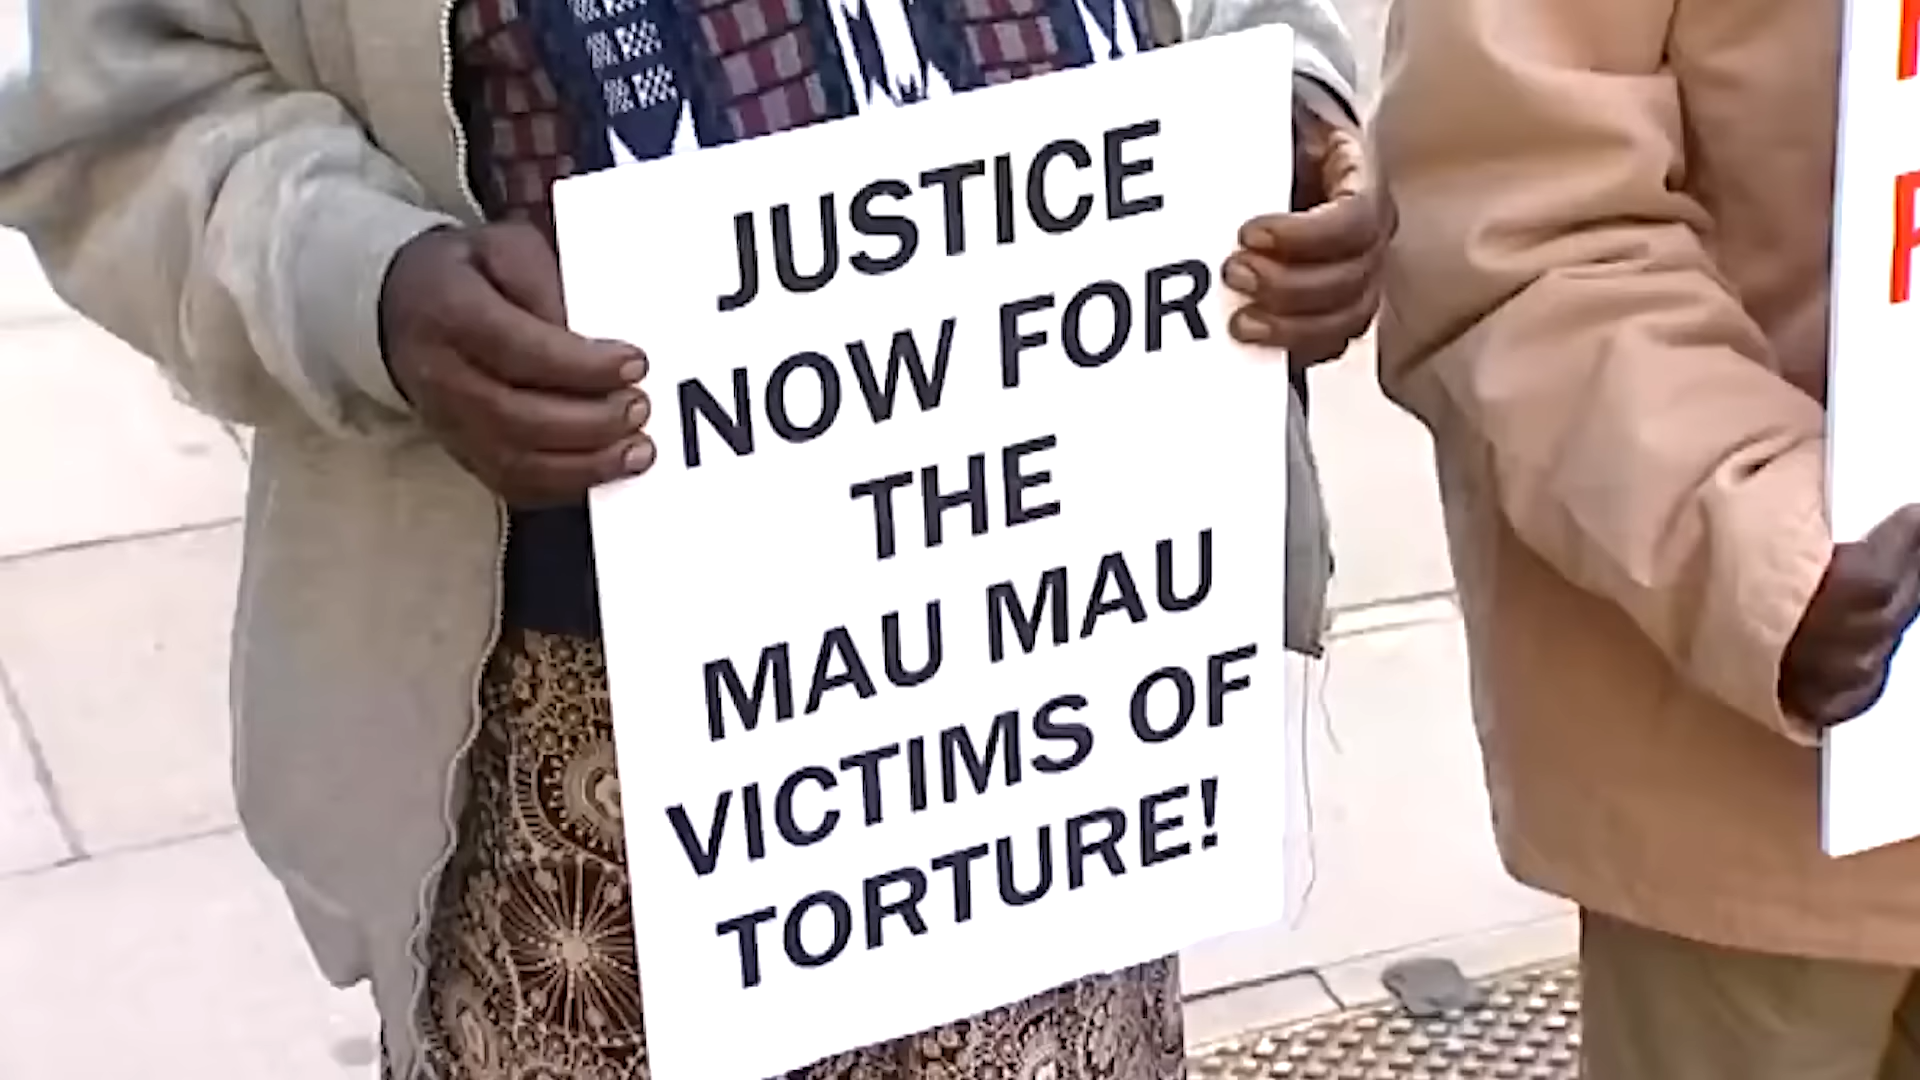 JUSTICE
NOW FOR
THE
MAU MAU
VICTIMS OF
TORTURE!